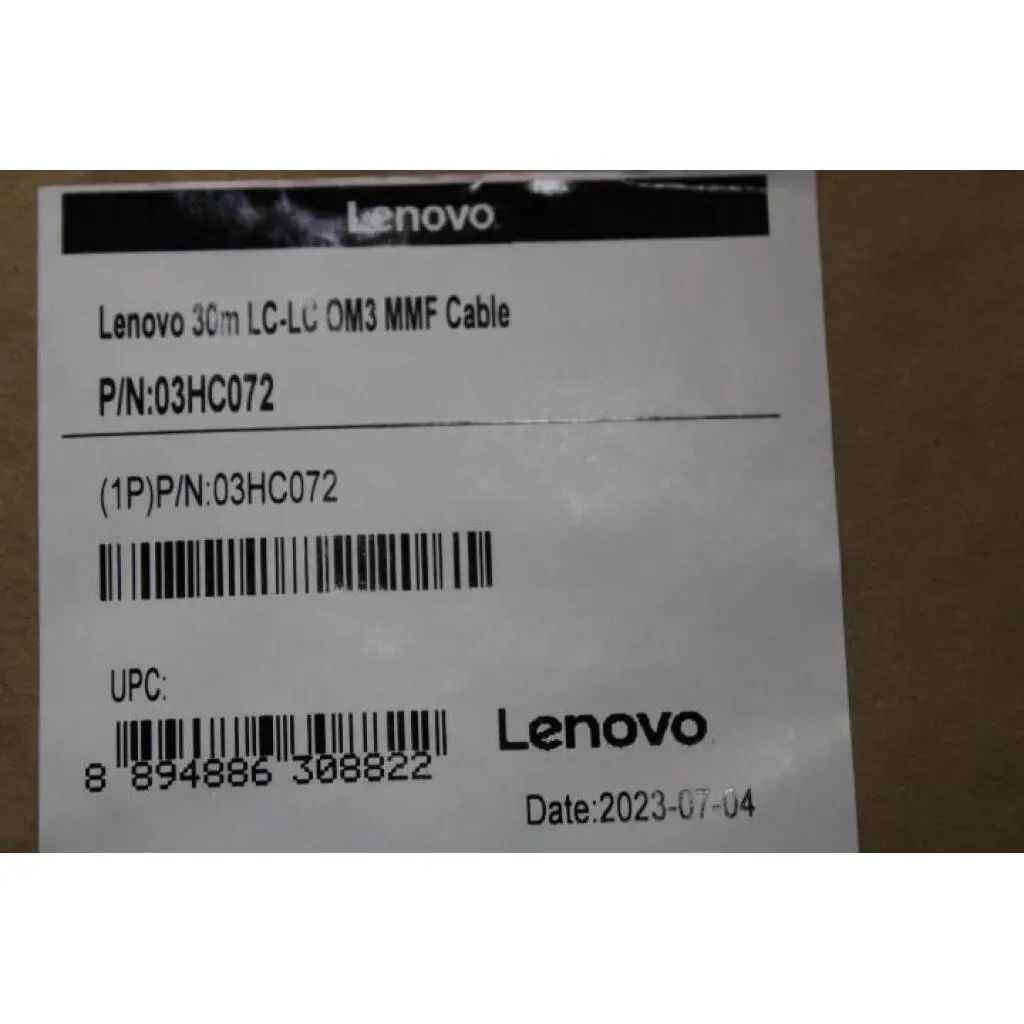 Lenovo
Lenovo 30m LC-LC OM3 MMF Cable
P/N:03HC072
(1P)P/N:03HC072
UPC:
8 894886 308822
Lenovo
Date:2023-07-04